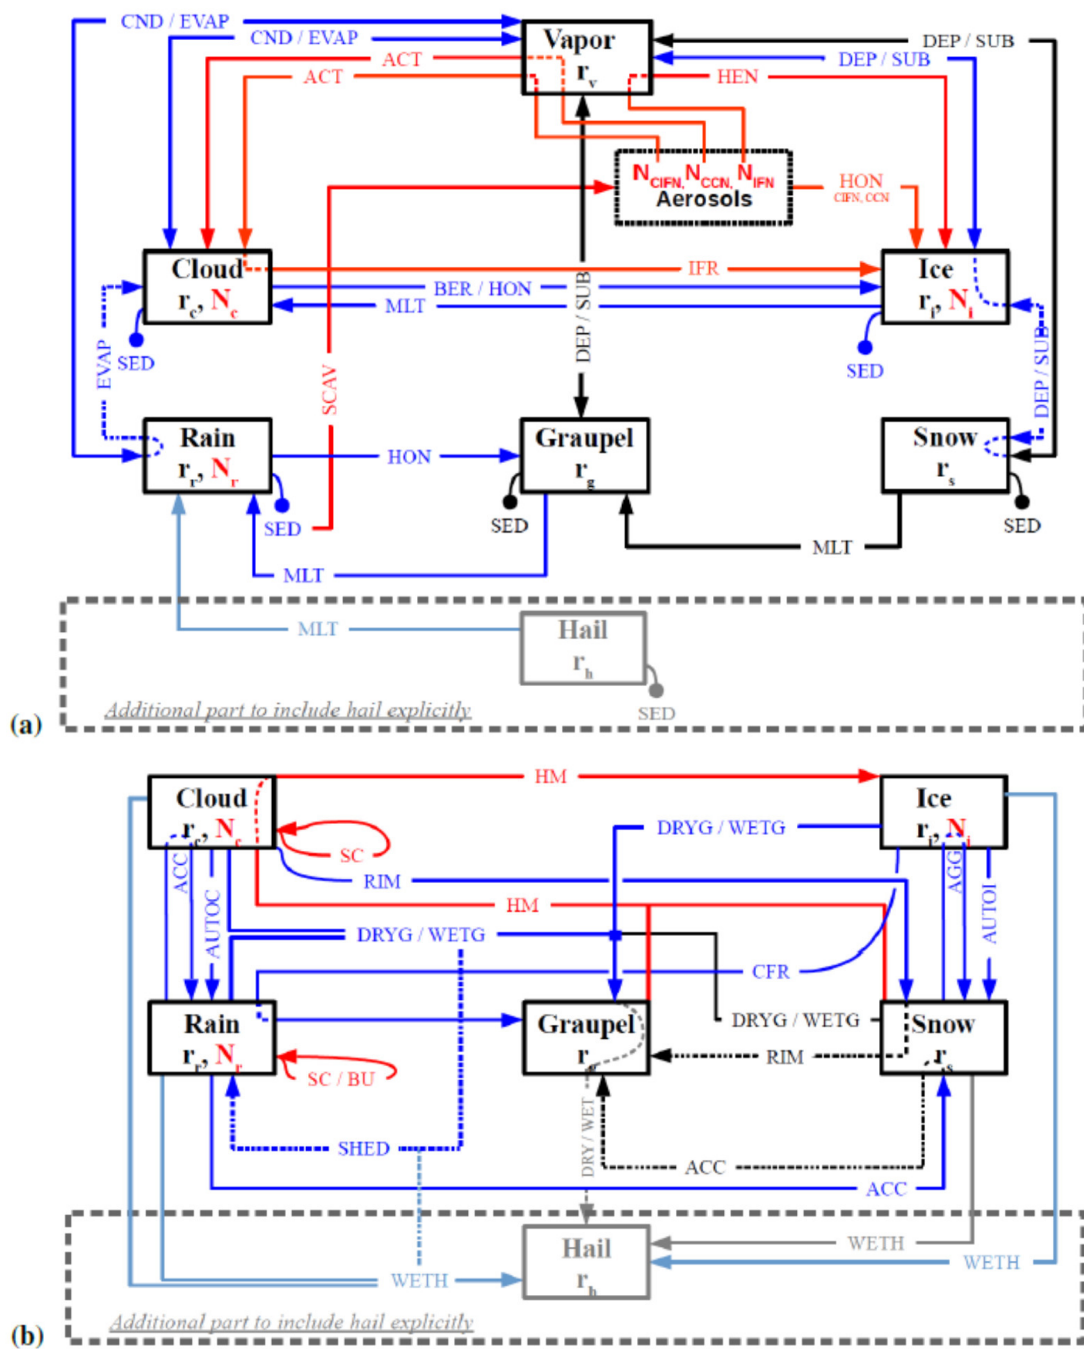 CND / EVAP
Vapor
r_v
CND / EVAP
DEP / SUB
ACT
DEP / SUB
ACT
HEN
N_CIFN, N_CCN, N_IFN
Aerosols
HON
CIFN, CCN
Cloud
r_c, N_c
IFR
Ice
r_i, N_i
BER / HON
MLT
DEP / SUB
SED
SED
EVAP
SCAV
DEP / SUB
Rain
r_r, N_r
HON
Graupel
r_g
Snow
r_s
SED
SED
SED
MLT
MLT
MLT
Hail
r_h
SED
Additional part to include hail explicitly
(a)
Cloud
r_c, N_c
HM
Ice
r_i, N_i
DRYG / WETG
SC
ACC
RIM
AGG
AUTOI
AUTOC
HM
DRYG / WETG
CFR
Rain
r_r, N_r
Graupel
r_g
DRYG / WETG
Snow
r_s
RIM
SC / BU
DRY / WET
SHED
ACC
ACC
Hail
r_h
WETH
WETH
WETH
Additional part to include hail explicitly
(b)